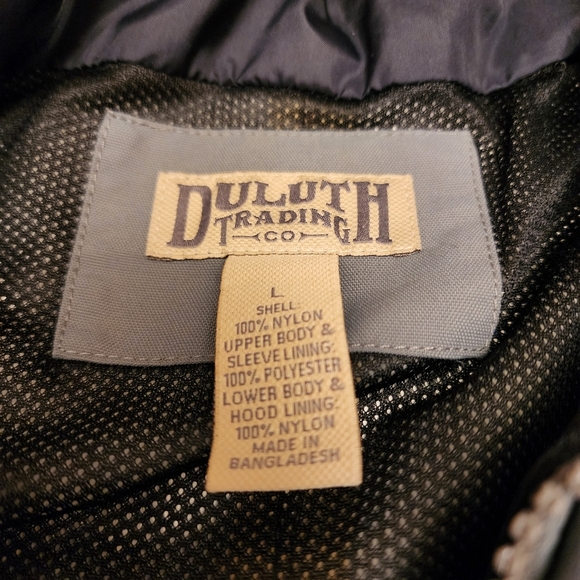 DULUTH
TRADING
CO
L
SHELL:
100% NYLON
UPPER BODY &
SLEEVE LINING:
100% POLYESTER
LOWER BODY &
HOOD LINING:
100% NYLON
MADE IN
BANGLADESH